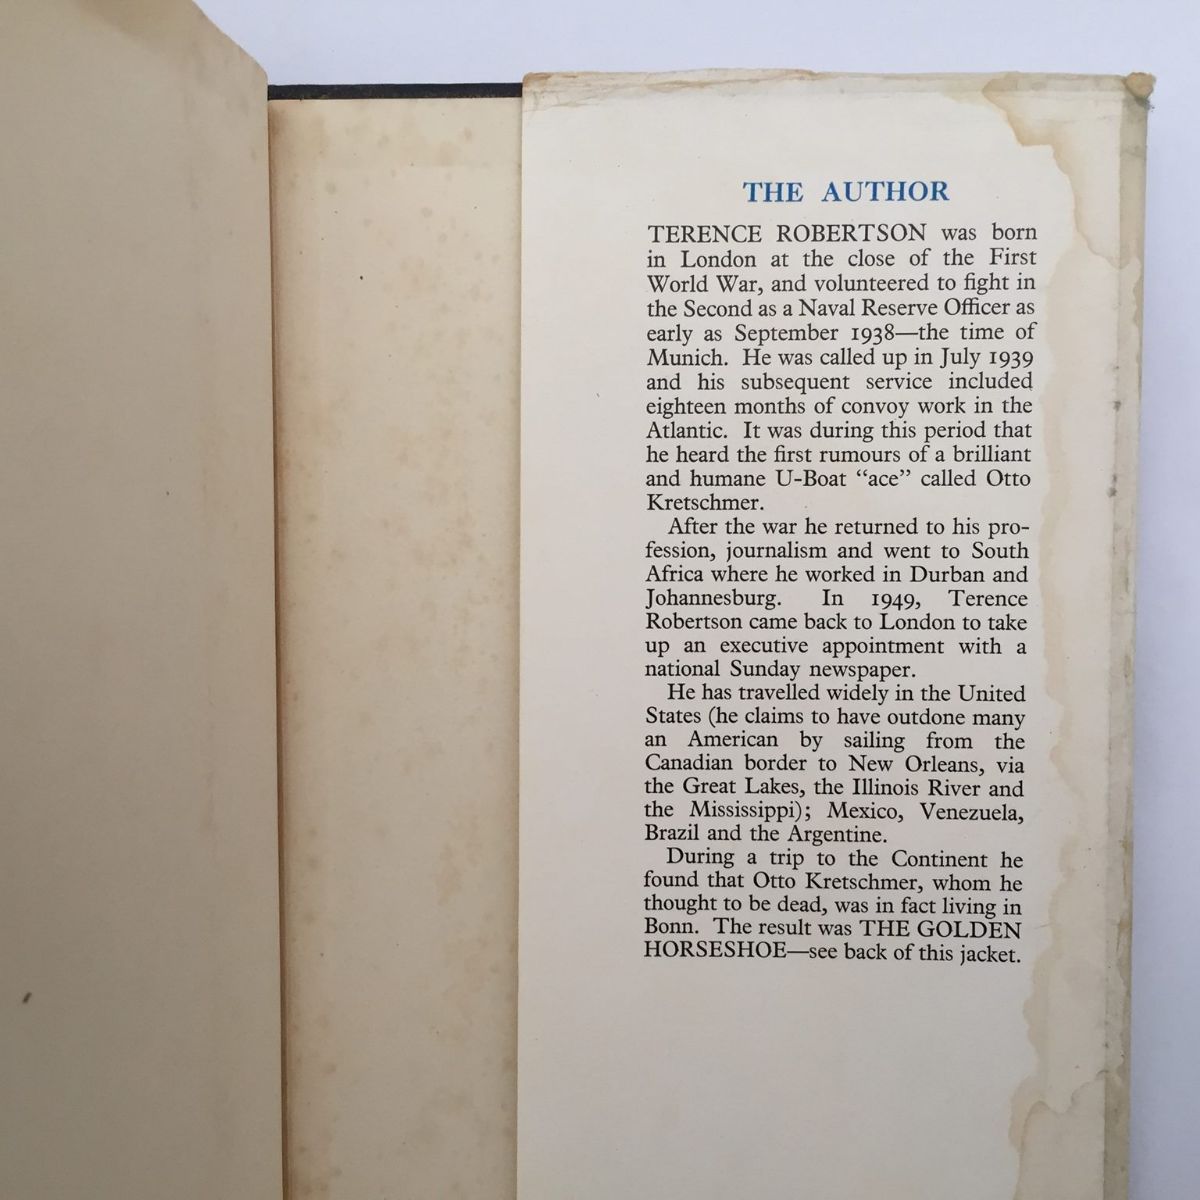 THE AUTHOR
TERENCE ROBERTSON was born
in London at the close of the First
World War, and volunteered to fight in
the Second as a Naval Reserve Officer as
early as September 1938—the time of
Munich. He was called up in July 1939
and his subsequent service included
eighteen months of convoy work in the
Atlantic. It was during this period that
he heard the first rumours of a brilliant
and humane U-Boat “ace” called Otto
Kretschmer.
After the war he returned to his pro-
fession, journalism and went to South
Africa where he worked in Durban and
Johannesburg. In 1949, Terence
Robertson came back to London to take
up an executive appointment with a
national Sunday newspaper.
He has travelled widely in the United
States (he claims to have outdone many
an American by sailing from the
Canadian border to New Orleans, via
the Great Lakes, the Illinois River and
the Mississippi); Mexico, Venezuela,
Brazil and the Argentine.
During a trip to the Continent he
found that Otto Kretschmer, whom he
thought to be dead, was in fact living in
Bonn. The result was THE GOLDEN
HORSESHOE—see back of this jacket.